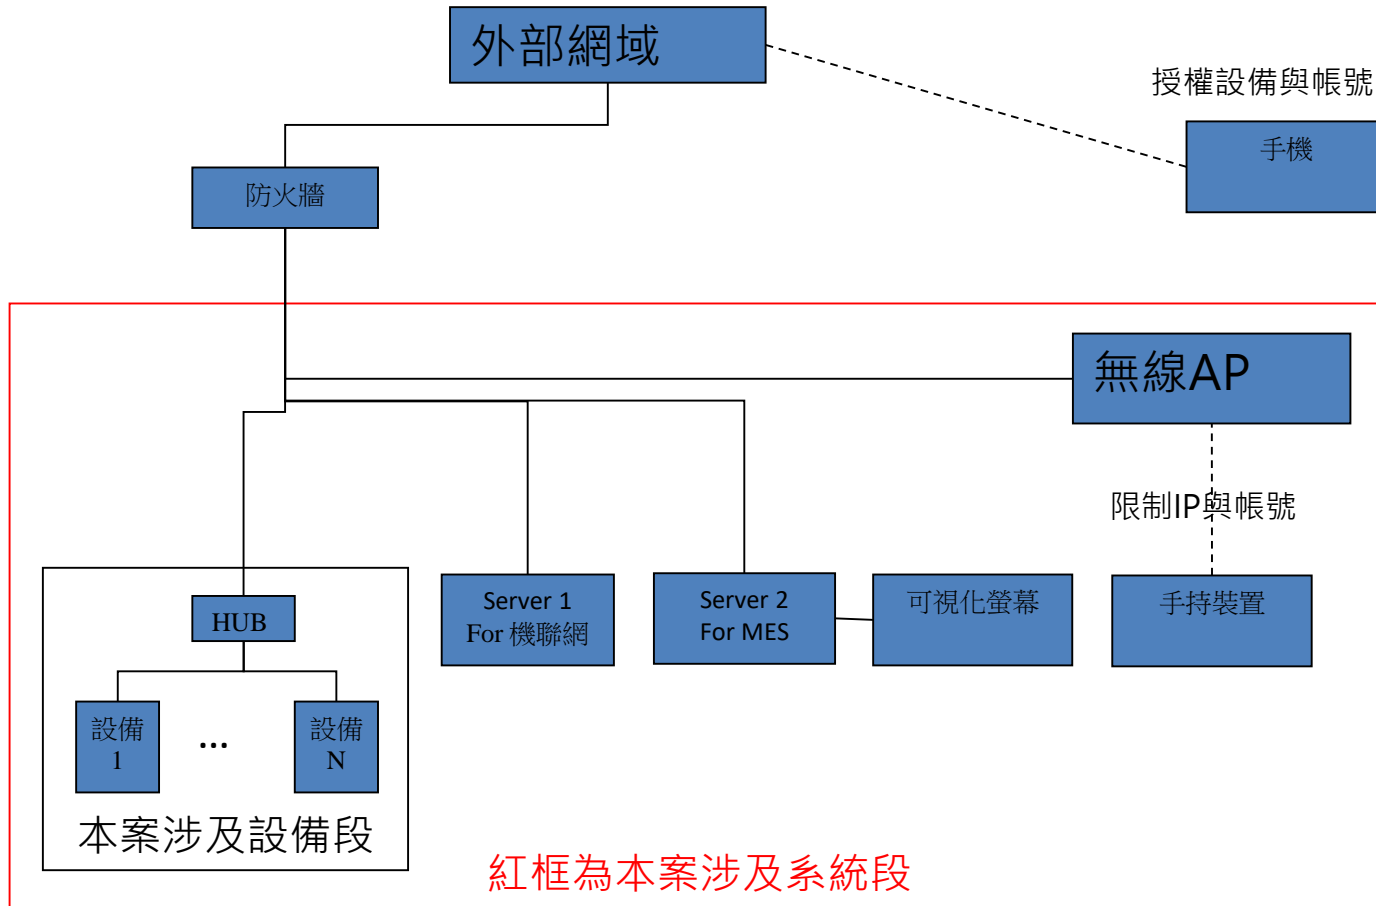 外部網域
授權設備與帳號
手機
防火牆
無線AP
限制IP與帳號
HUB
Server 1
For 機聯網
Server 2
For MES
可視化螢幕
手持裝置
設備
1
...
設備
N
本案涉及設備段
紅框為本案涉及系統段